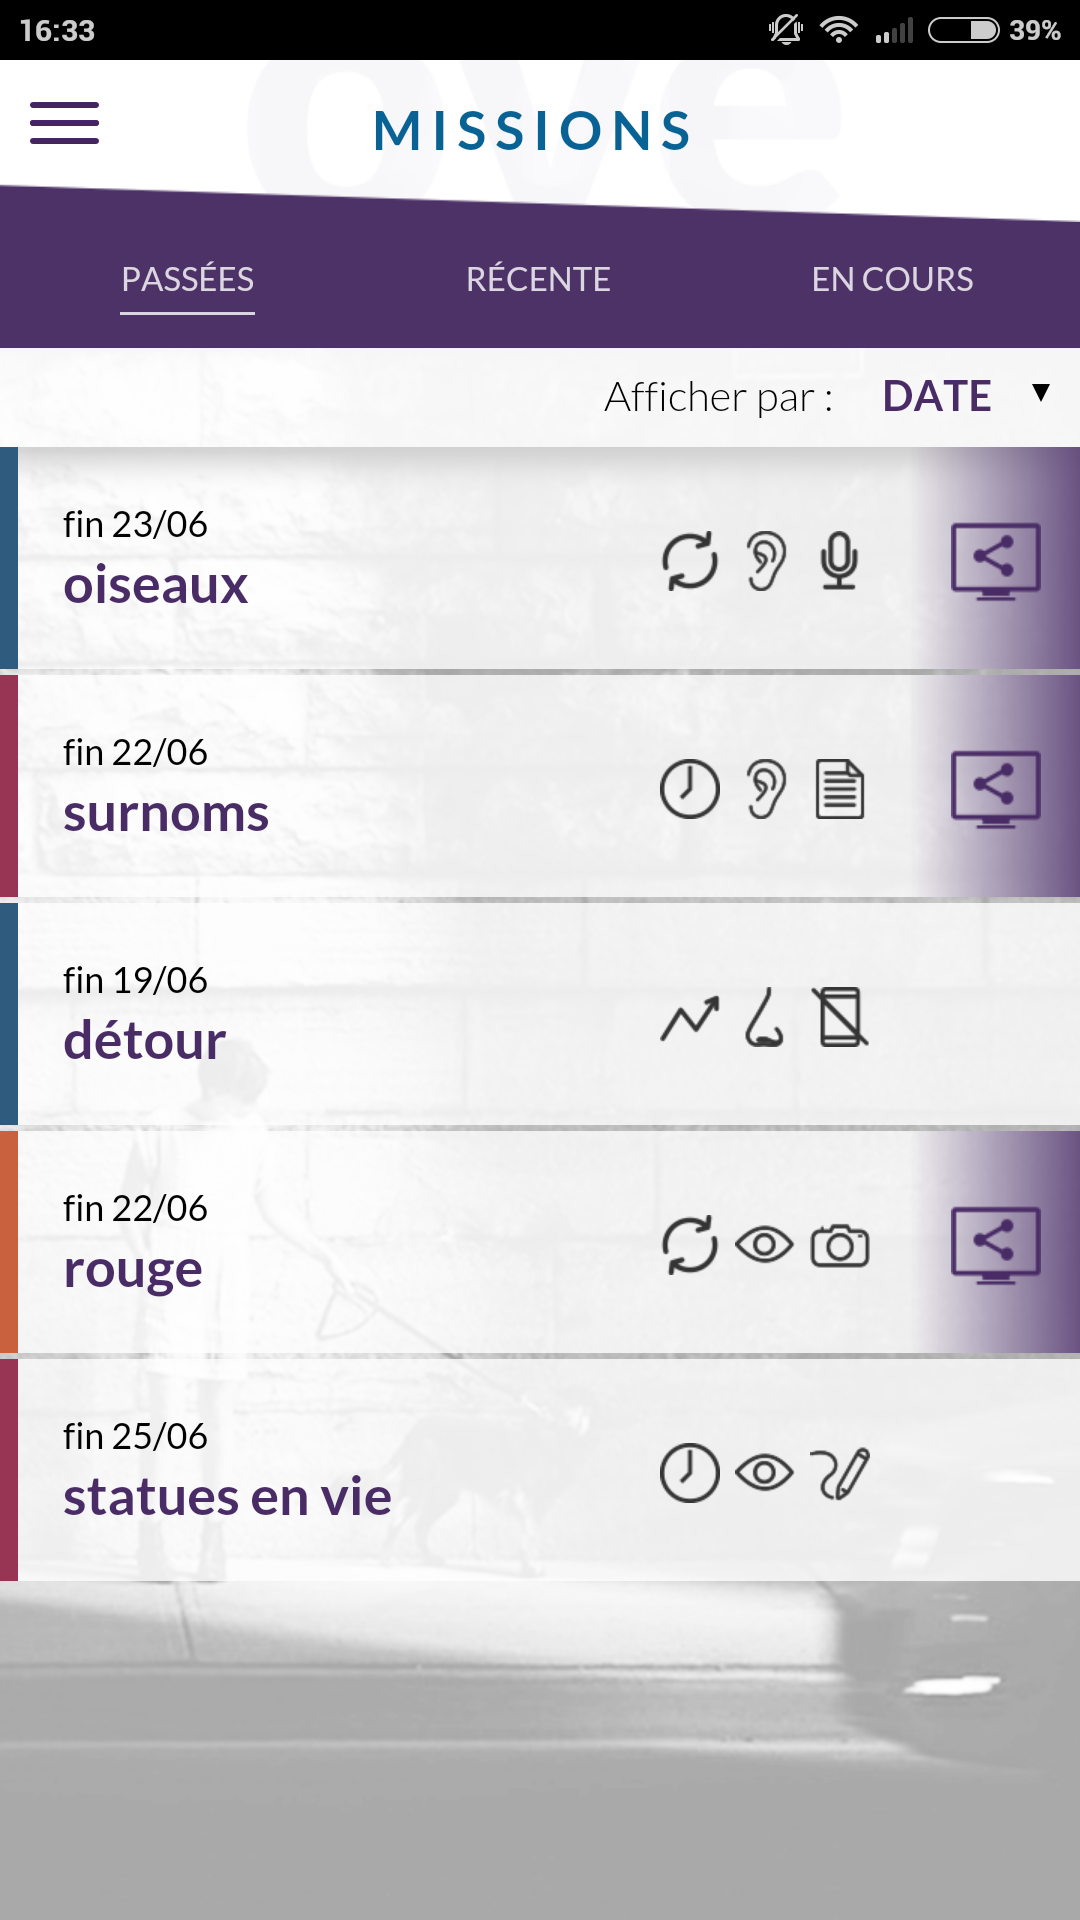 16:33 39%
ove
MISSIONS
PASSÉES RÉCENTE EN COURS
Afficher par : DATE ▼
fin 23/06
oiseaux
fin 22/06
surnoms
fin 19/06
détour
fin 22/06
rouge
fin 25/06
statues en vie